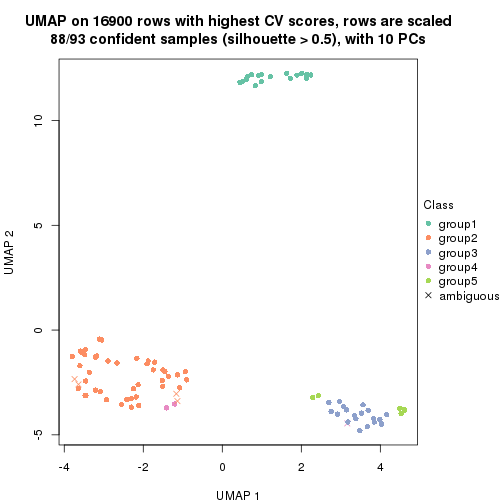 UMAP on 16900 rows with highest CV scores, rows are scaled
88/93 confident samples (silhouette > 0.5), with 10 PCs
10
5
0
-5
UMAP 2
-4
-2
0
2
4
UMAP 1
Class
group1
group2
group3
group4
group5
ambiguous